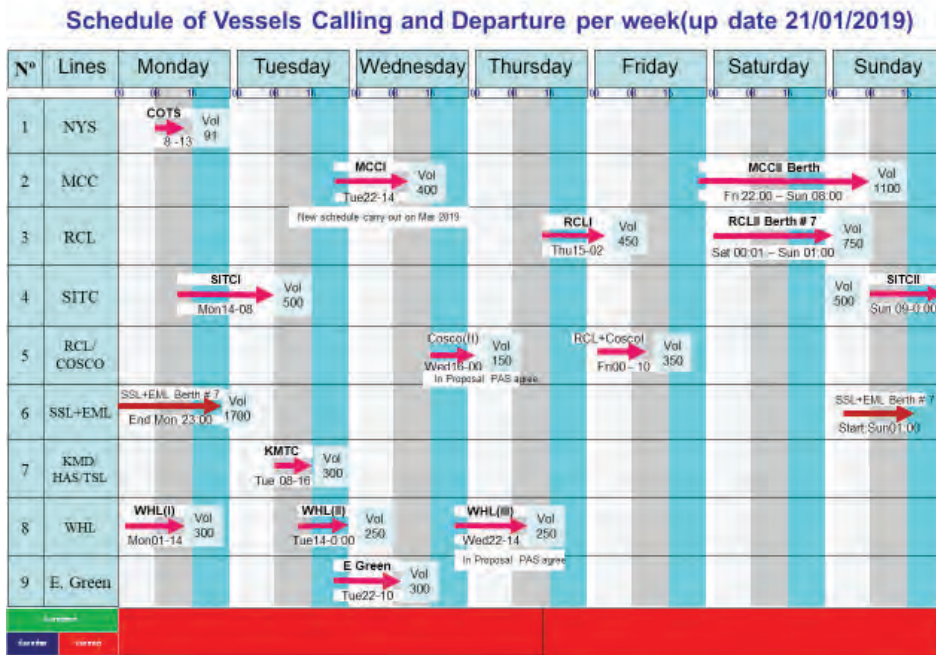 Schedule of Vessels Calling and Departure per week(up date 21/01/2019)
Nº Lines Monday Tuesday Wednesday Thursday Friday Saturday Sunday
1 NYS
COTS
8 -13
Vol
91
2 MCC
MCCI
Tue22-14
Vol
400
MCCII Berth
Fri 22:00 – Sun 08:00
Vol
1100
New schedule carry out on Mar 2019
3 RCL
RCLI
Thu15-02
Vol
450
RCLII Berth # 7
Sat 00:01 – Sun 01:00
Vol
750
4 SITC
SITCI
Mon14-08
Vol
500
Vol
500
SITCII
Sun 09-0:00
5 RCL/
COSCO
Cosco(II)
Wed16-00
Vol
150
In Proposal PAS agree
RCL+CoscoI
Fri00 - 10
Vol
350
6 SSL+EML
SSL+EML Berth # 7
End Mon 23:00
Vol
1700
SSL+EML Berth # 7
Start:Sun01:00
7 KMD/
HAS/TSL
KMTC
Tue 08-16
Vol
300
8 WHL
WHL(I)
Mon01-14
Vol
300
WHL(II)
Tue14-0:00
Vol
250
WHL(III)
Wed22-14
Vol
250
In Proposal PAS agree
9 E. Green
E Green
Tue22-10
Vol
300